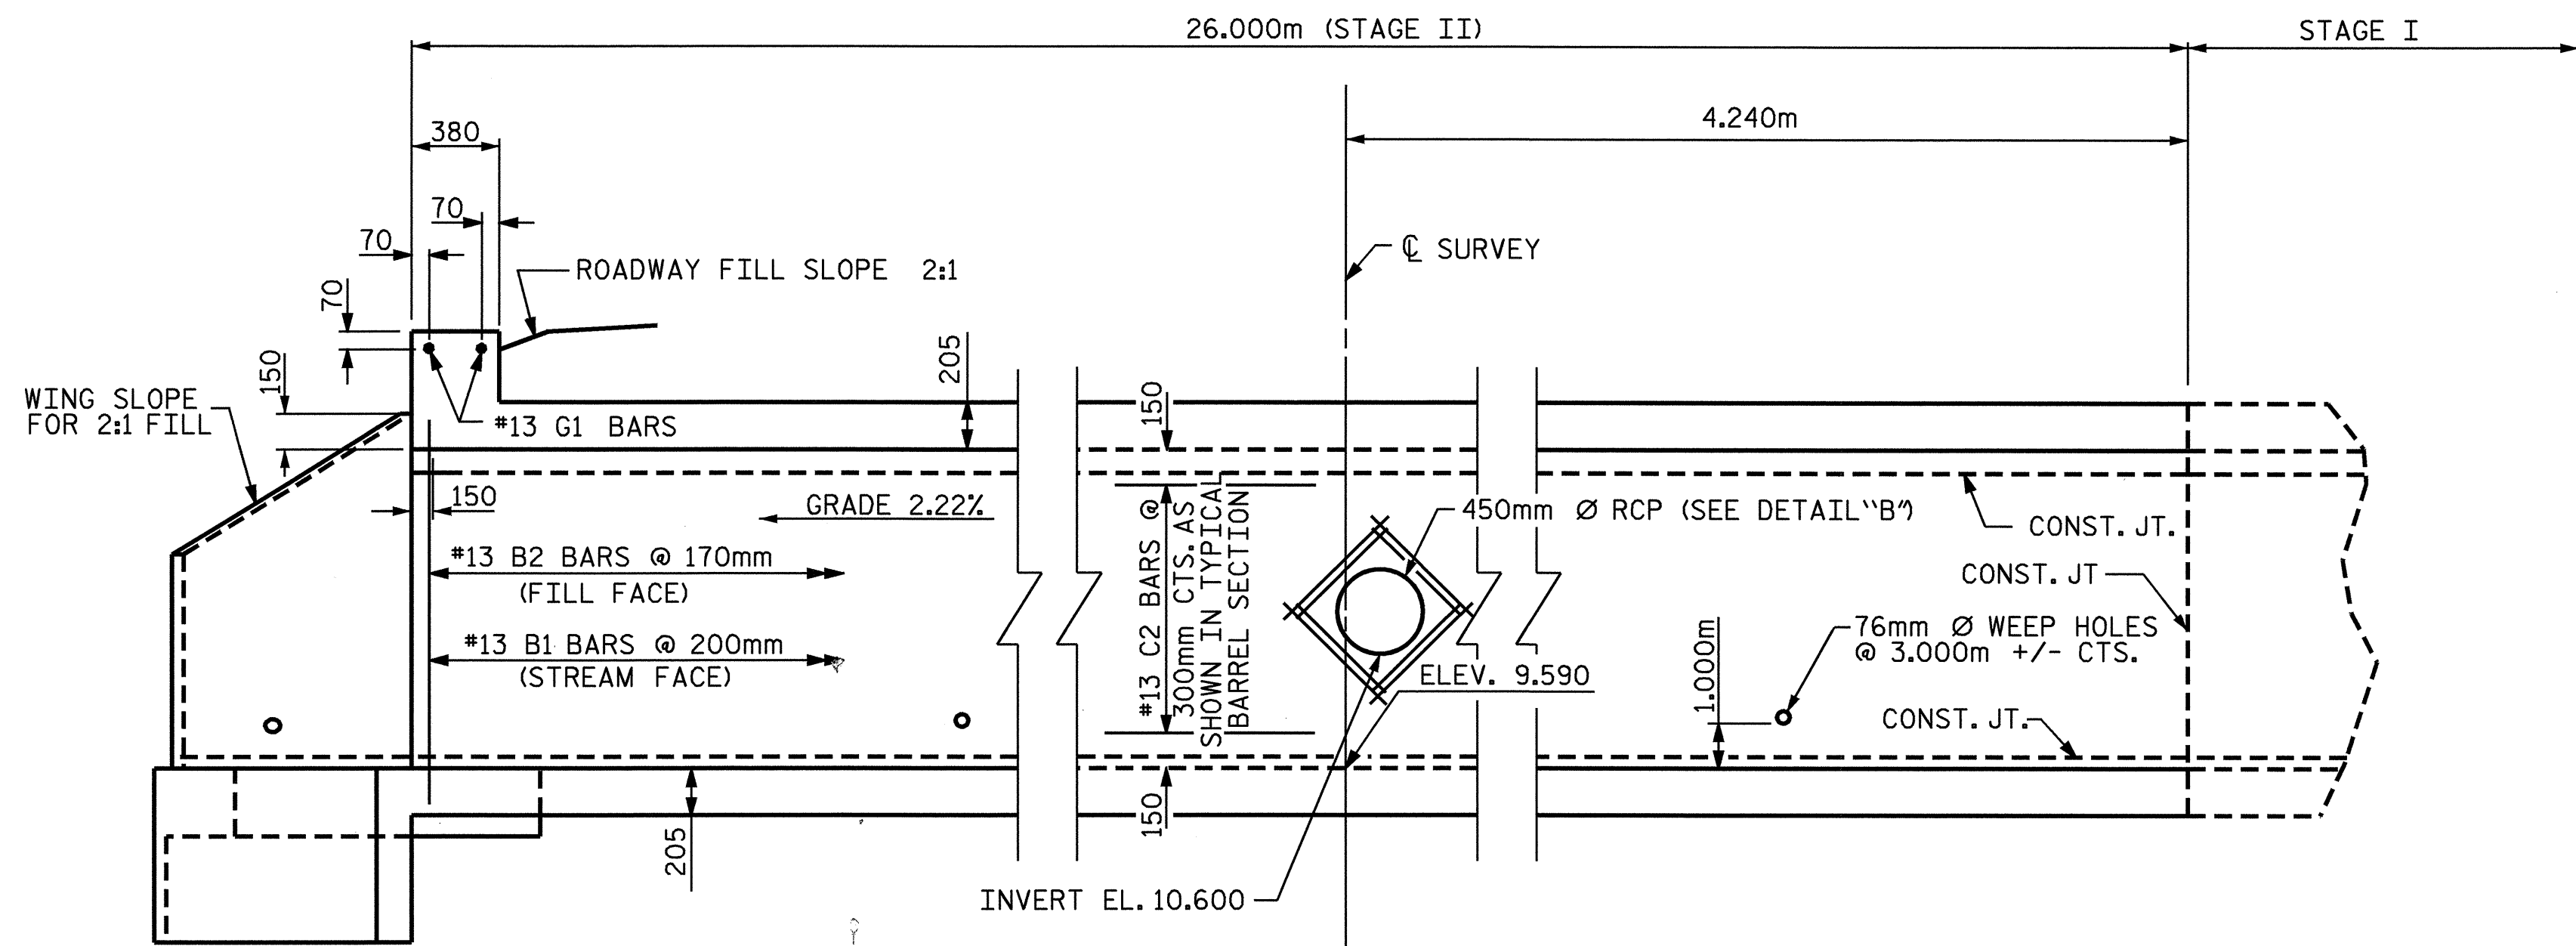 26.000m (STAGE II)
STAGE I
4.240m
380
70
70
70
℄ SURVEY
ROADWAY FILL SLOPE 2:1
150
205
150
WING SLOPE
FOR 2:1 FILL
#13 G1 BARS
150
GRADE 2.22%
450mm Ø RCP (SEE DETAIL "B")
CONST. JT.
#13 B2 BARS @ 170mm
(FILL FACE)
#13 C2 BARS @
300mm CTS. AS
SHOWN IN TYPICAL
BARREL SECTION
CONST. JT
#13 B1 BARS @ 200mm
(STREAM FACE)
76mm Ø WEEP HOLES
@ 3.000m +/- CTS.
1.000m
ELEV. 9.590
CONST. JT.
150
205
INVERT EL. 10.600